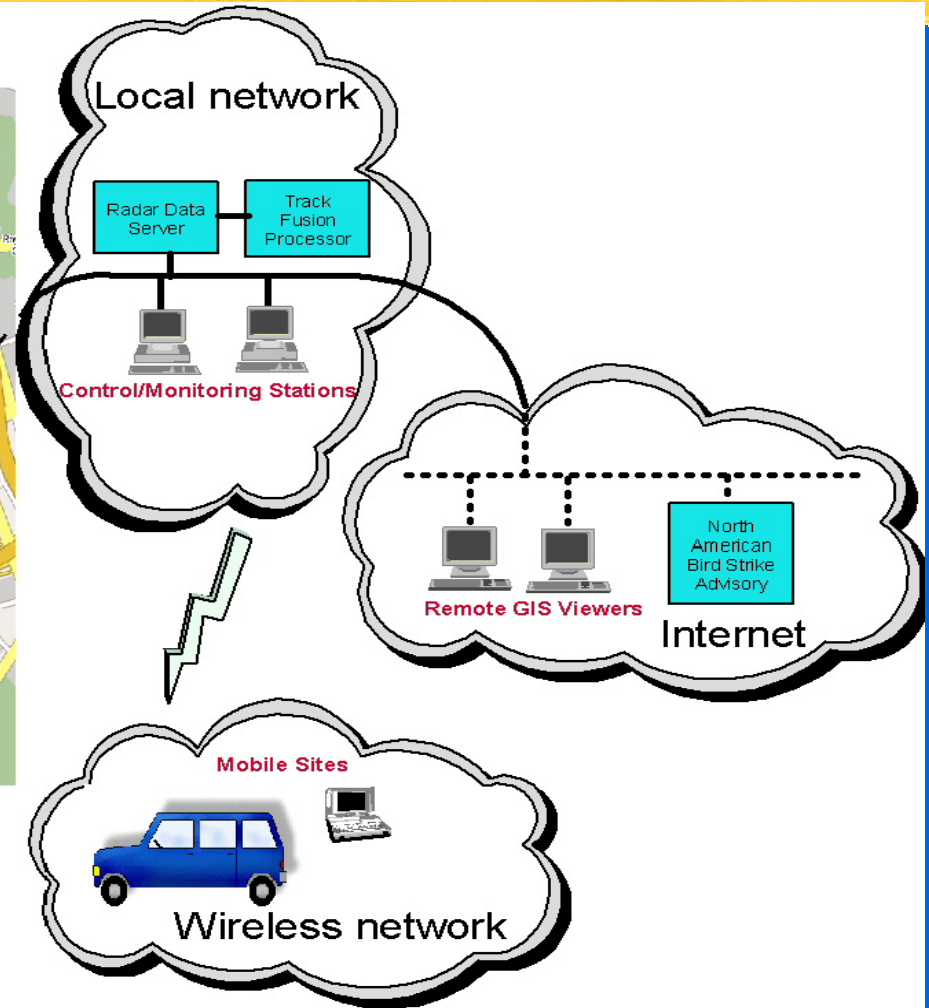 Local network
Radar Data
Server
Track
Fusion
Processor
Control/Monitoring Stations
North
American
Bird Strike
Advisory
Remote GIS Viewers
Internet
Mobile Sites
Wireless network